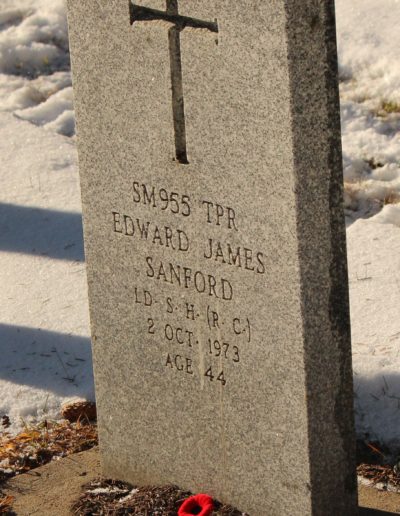 SM955 TPR
EDWARD JAMES
SANFORD
LD. S. H. (R. C.)
2 OCT. 1973
AGE 44